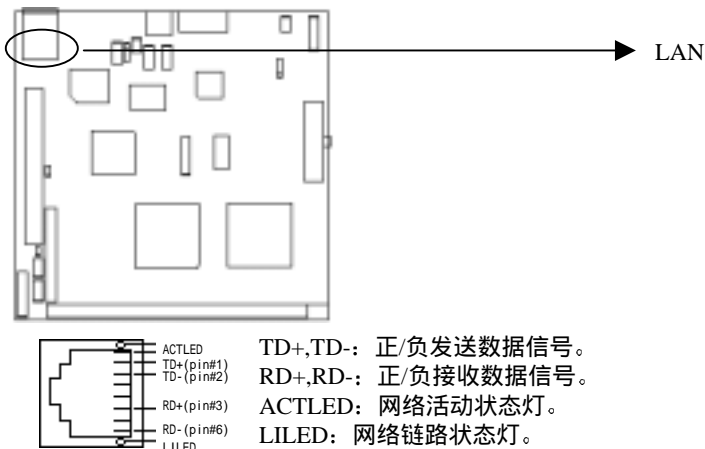 LAN
ACTLED
TD+(pin#1)
TD-(pin#2)
RD+(pin#3)
RD-(pin#6)
LILED
TD+,TD-：正/负发送数据信号。
RD+,RD-：正/负接收数据信号。
ACTLED：网络活动状态灯。
LILED：网络链路状态灯。